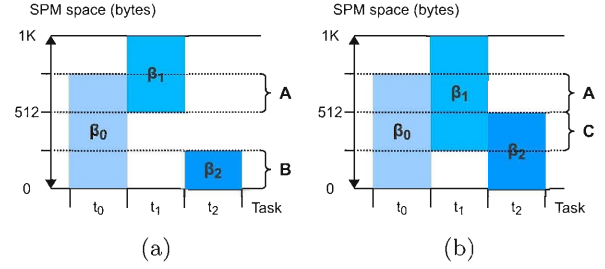 SPM space (bytes)
1K
512
0
β0
β1
β2
A
B
t0 t1 t2 Task
(a)
SPM space (bytes)
1K
512
0
β0
β1
β2
A
C
t0 t1 t2 Task
(b)